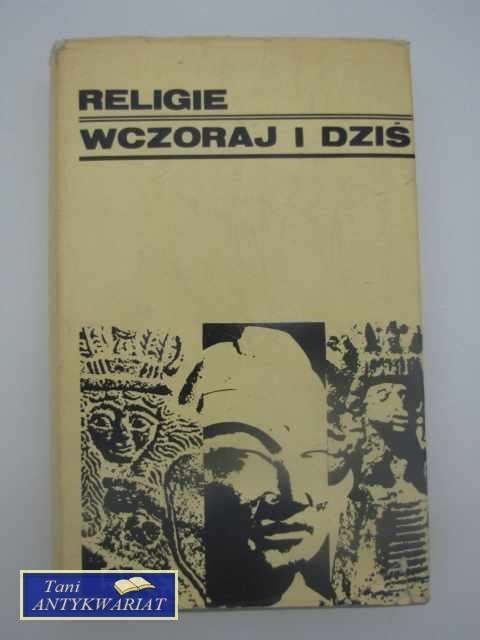 RELIGIE
WCZORAJ I DZIŚ
Tani
ANTYKWARIAT